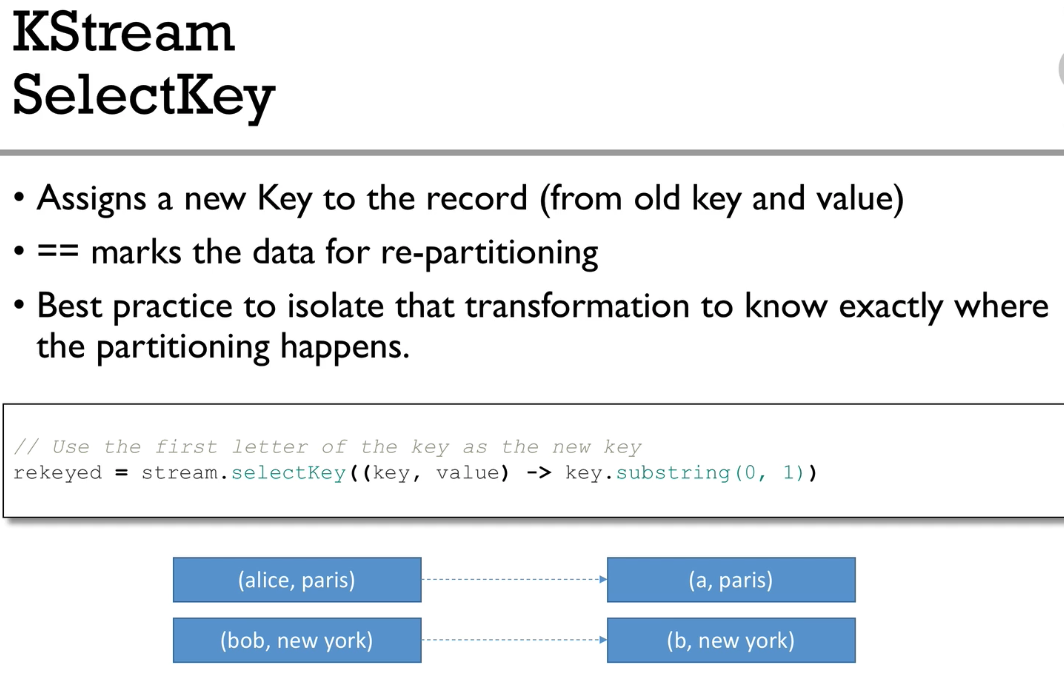 KStream
SelectKey
• Assigns a new Key to the record (from old key and value)
• == marks the data for re-partitioning
• Best practice to isolate that transformation to know exactly where
the partitioning happens.
// Use the first letter of the key as the new key
rekeyed = stream.selectKey((key, value) -> key.substring(0, 1))
(alice, paris) (a, paris)
(bob, new york) (b, new york)